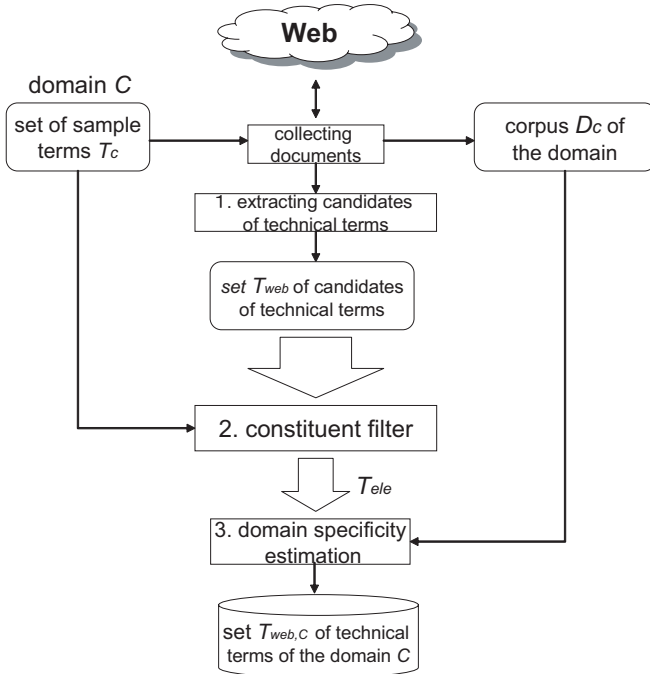 Web
domain C
set of sample
terms Tc
collecting
documents
corpus Dc of
the domain
1. extracting candidates
of technical terms
set Tweb of candidates
of technical terms
2. constituent filter
Tele
3. domain specificity
estimation
set Tweb,C of technical
terms of the domain C